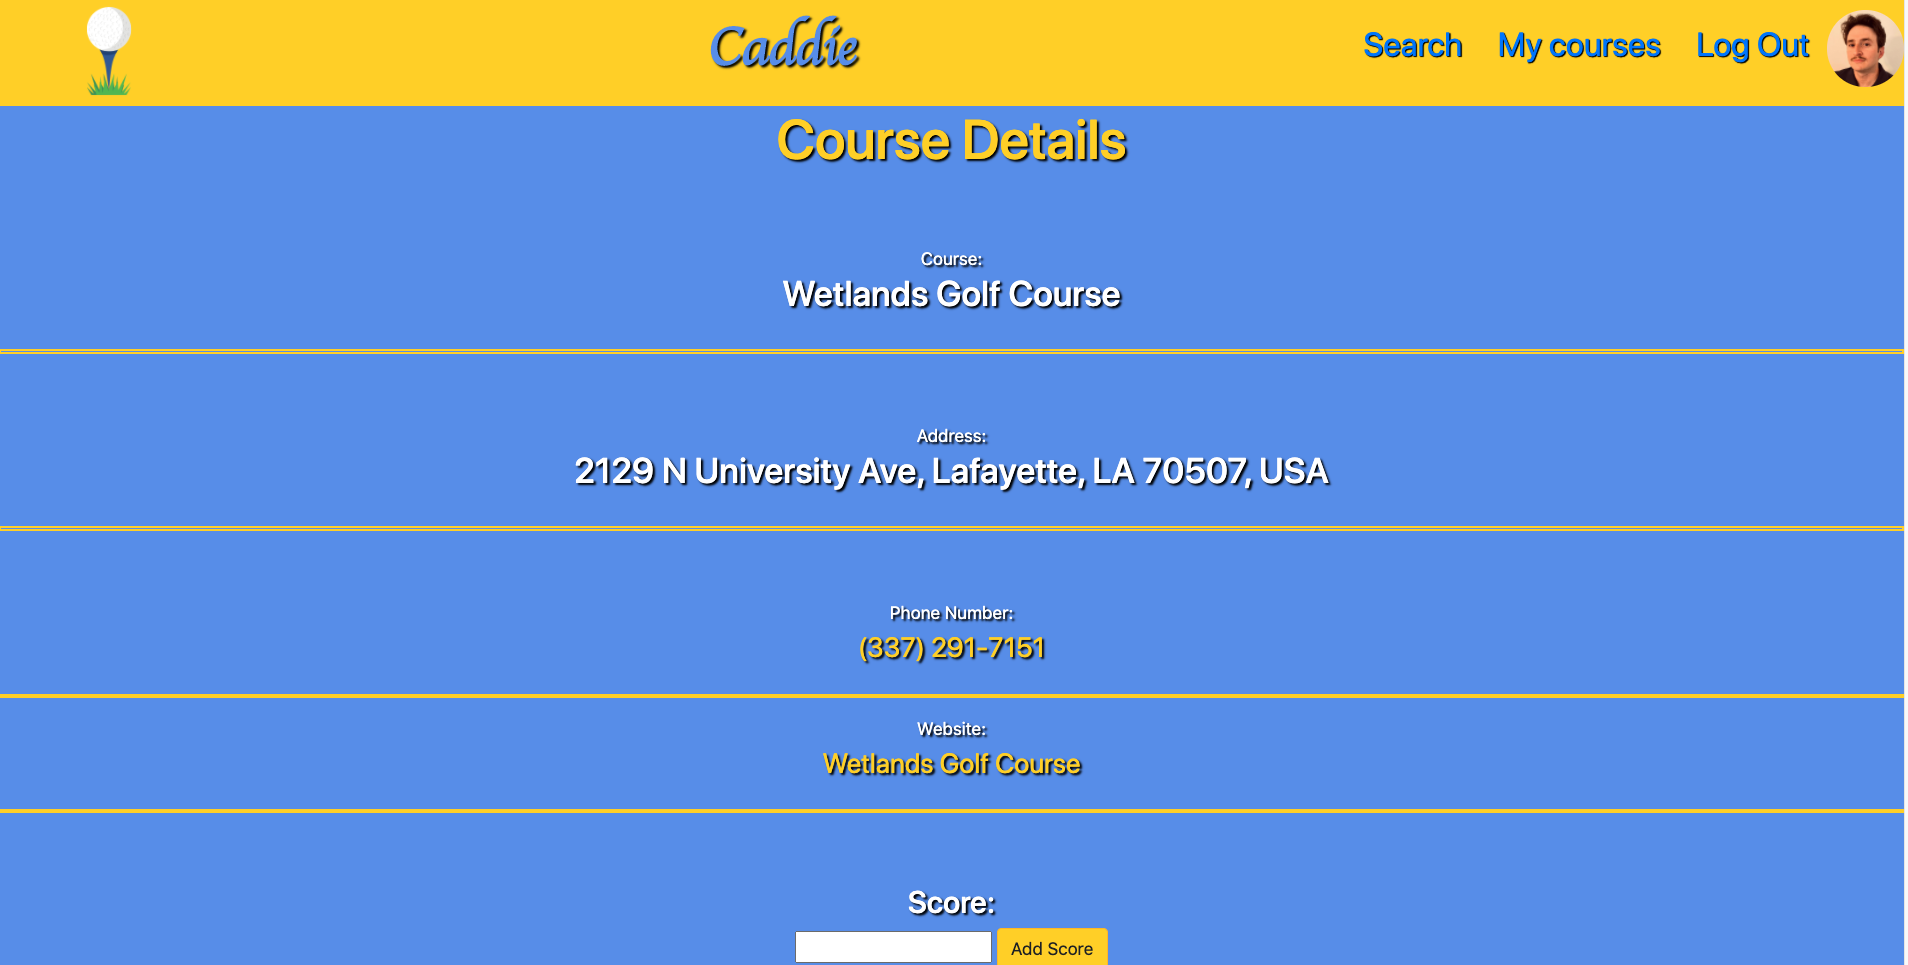 Caddie
Search My courses Log Out
Course Details
Course:
Wetlands Golf Course
Address:
2129 N University Ave, Lafayette, LA 70507, USA
Phone Number:
(337) 291-7151
Website:
Wetlands Golf Course
Score:
Add Score